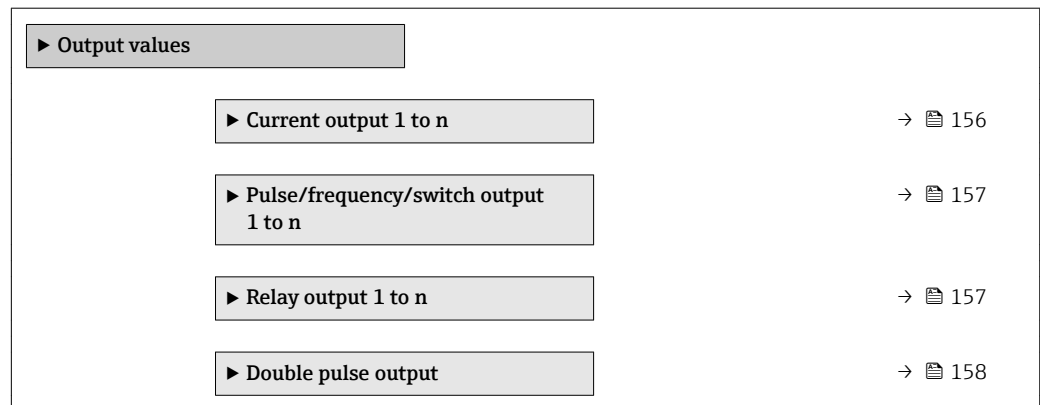 ▶ Output values
▶ Current output 1 to n → 156
▶ Pulse/frequency/switch output
1 to n → 157
▶ Relay output 1 to n → 157
▶ Double pulse output → 158